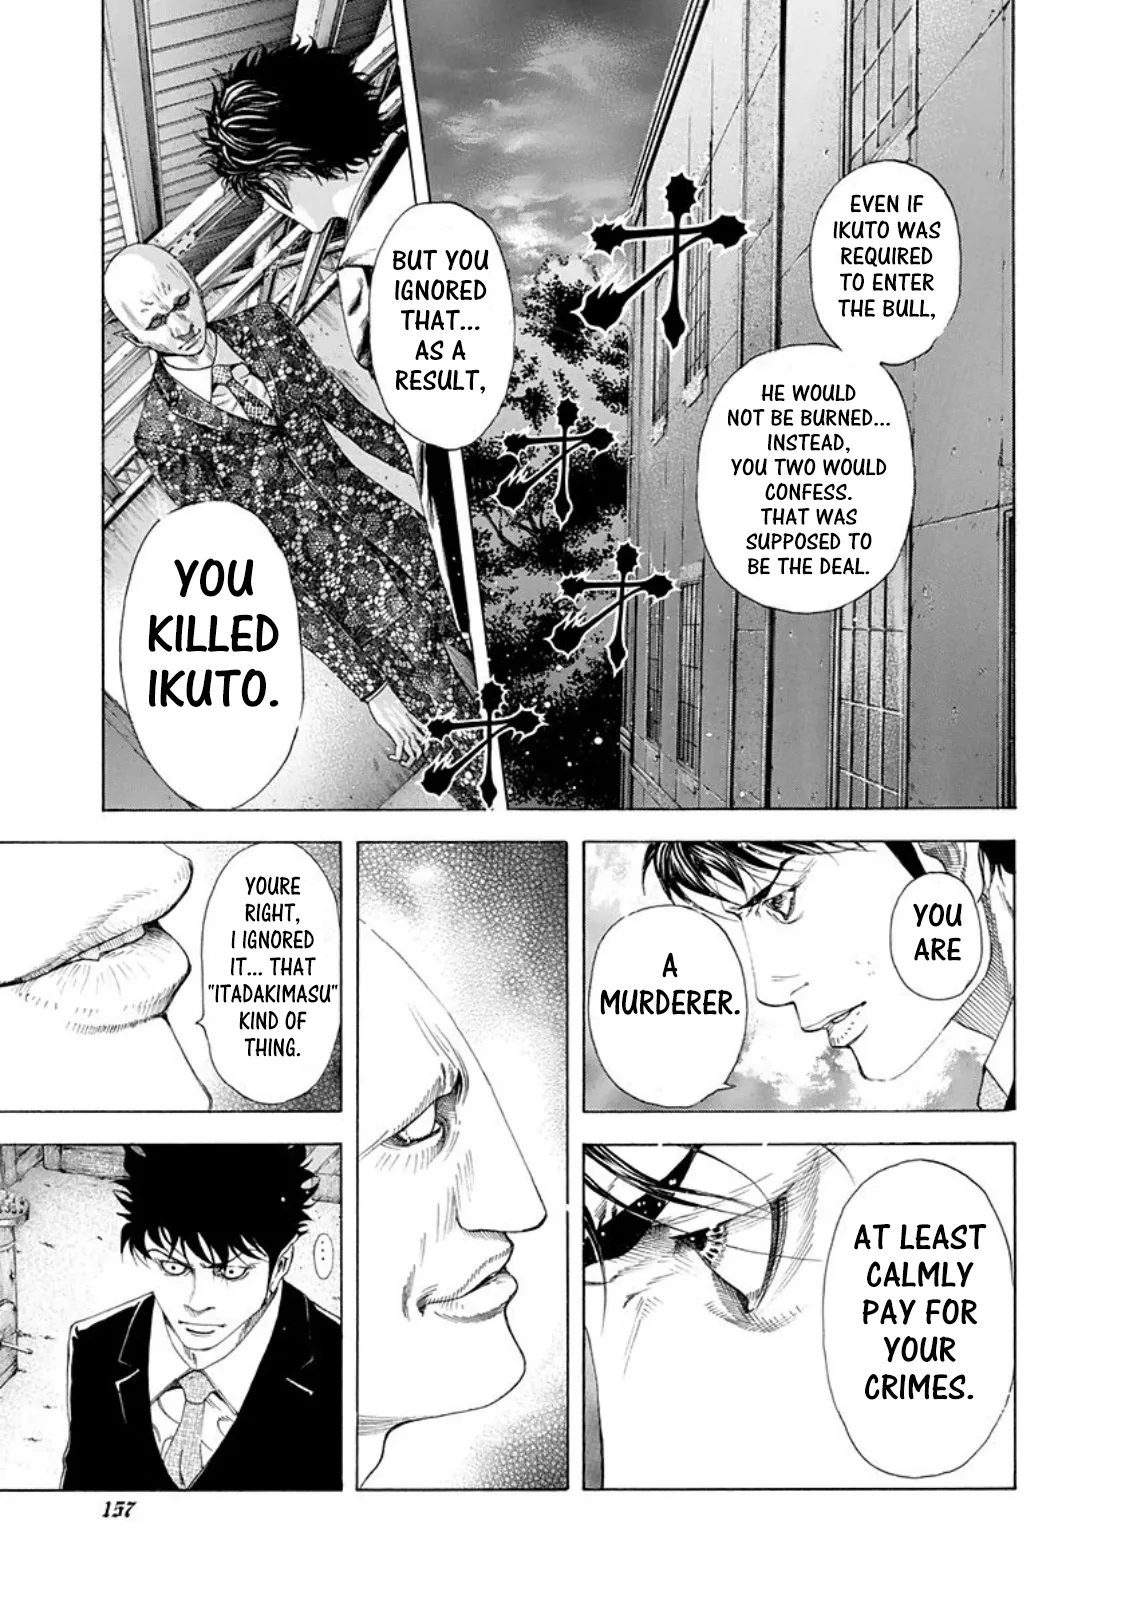 EVEN IF
IKUTO WAS
REQUIRED
TO ENTER
THE BULL,
HE WOULD
NOT BE BURNED...
INSTEAD,
YOU TWO WOULD
CONFESS.
THAT WAS
SUPPOSED TO
BE THE DEAL.
BUT YOU
IGNORED
THAT...
AS A
RESULT,
YOU
KILLED
IKUTO.
YOU
ARE
A
MURDERER.
AT LEAST
CALMLY
PAY FOR
YOUR
CRIMES.
YOURE
RIGHT,
I IGNORED
IT... THAT
"ITADAKIMASU"
KIND OF
THING.
...
157